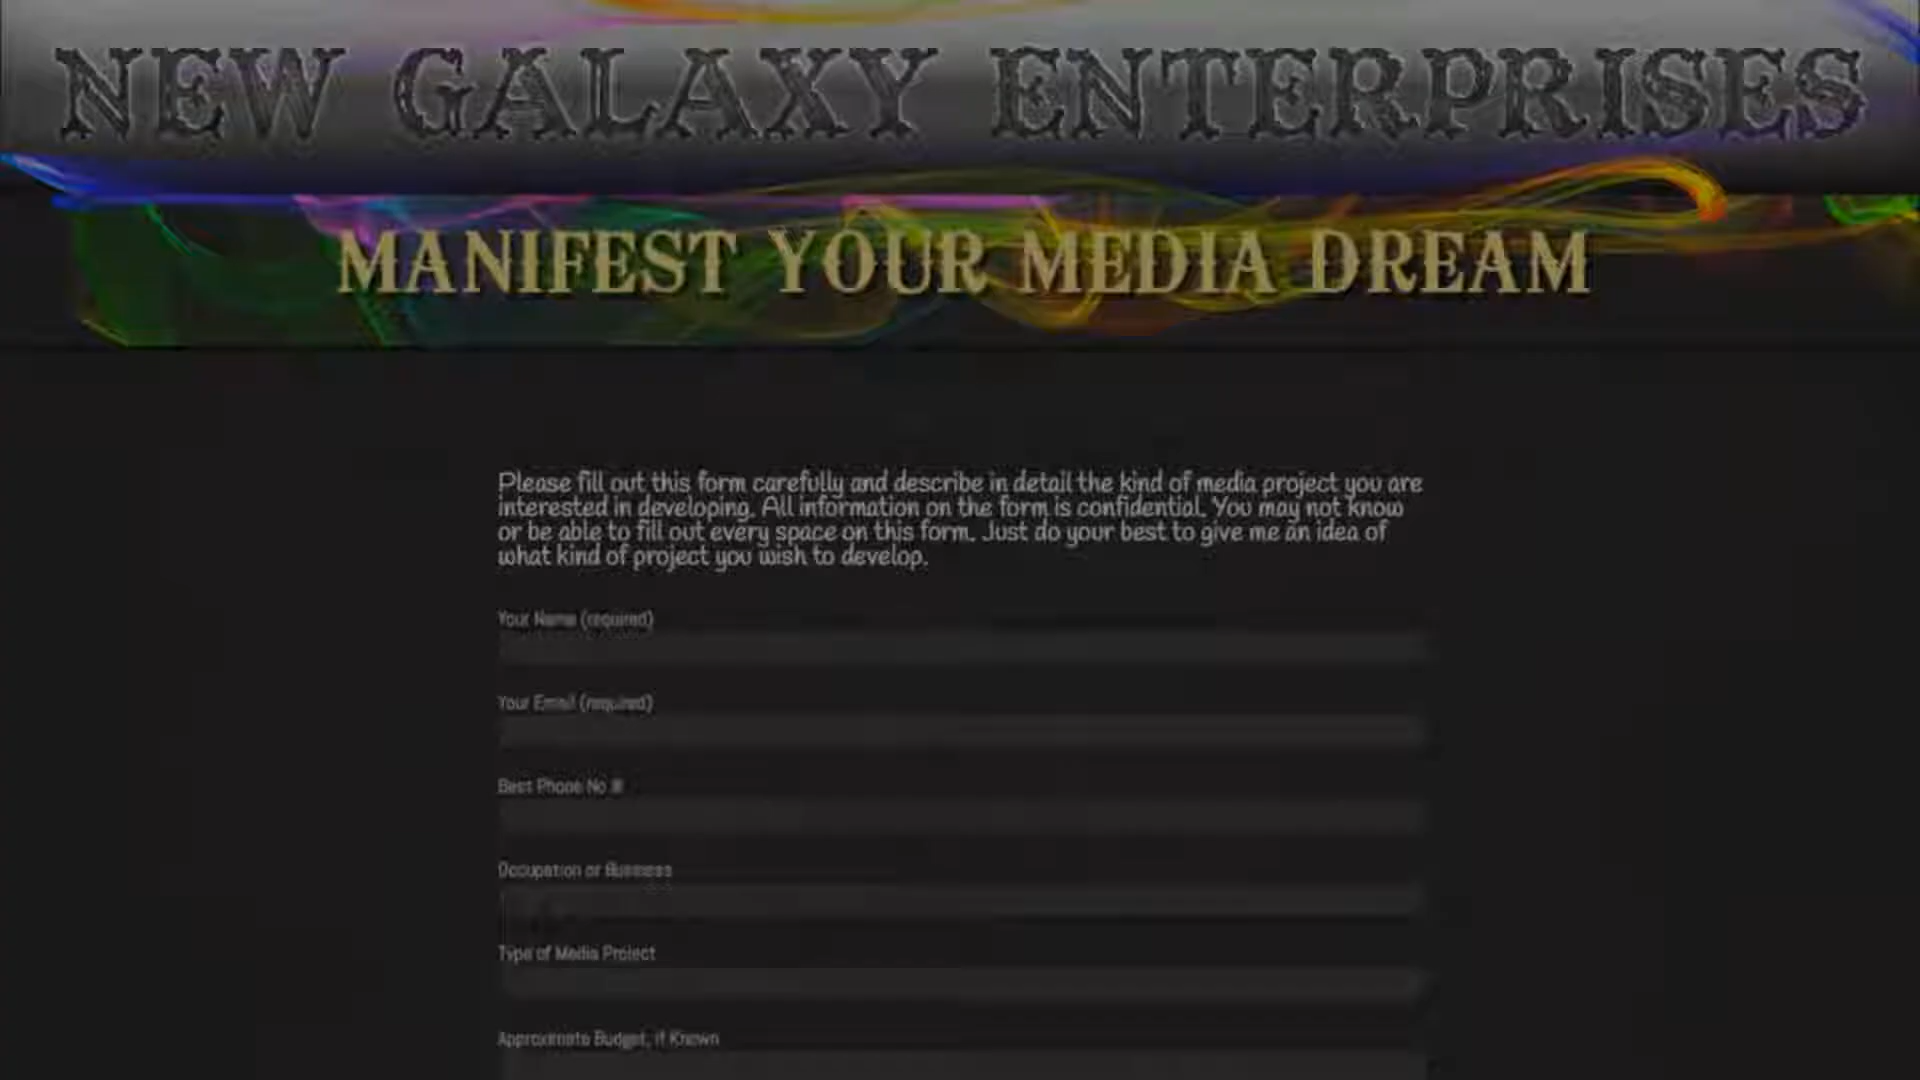 NEW GALAXY ENTERPRISES
MANIFEST YOUR MEDIA DREAM
Please fill out this form carefully and describe in detail the kind of media project you are
interested in developing. All information on the form is confidential. You may not know
or be able to fill out every space on this form. Just do your best to give me an idea of
what kind of project you wish to develop.
Your Name (required)
Your Email (required)
Best Phone No #
Occupation or Business
Type of Media Project
Approximate Budget, if Known